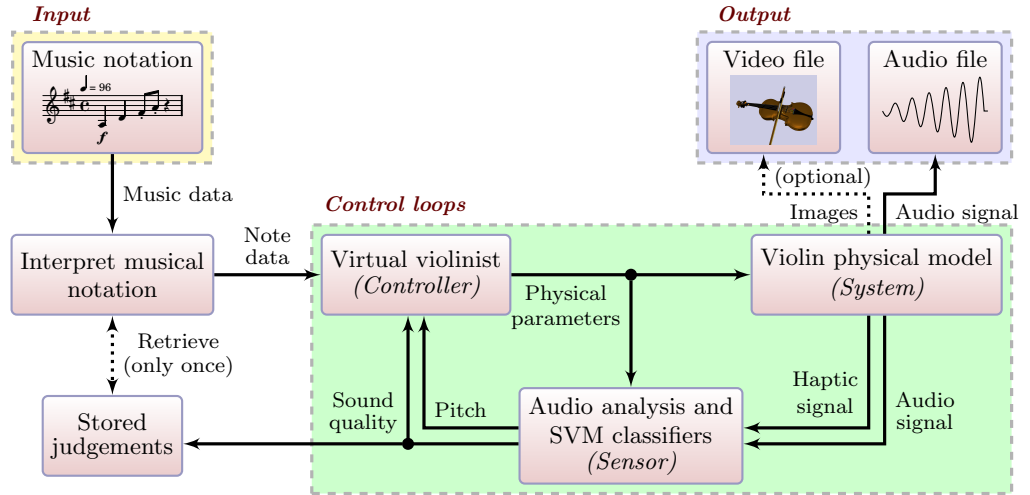 Input
Music notation
= 96
f
Music data
Interpret musical
notation
Retrieve
(only once)
Stored
judgements
Note
data
Control loops
Virtual violinist
(Controller)
Physical
parameters
Sound
quality
Pitch
Audio analysis and
SVM classifiers
(Sensor)
Haptic
signal
Audio
signal
Violin physical model
(System)
Images
(optional)
Audio signal
Output
Video file
Audio file